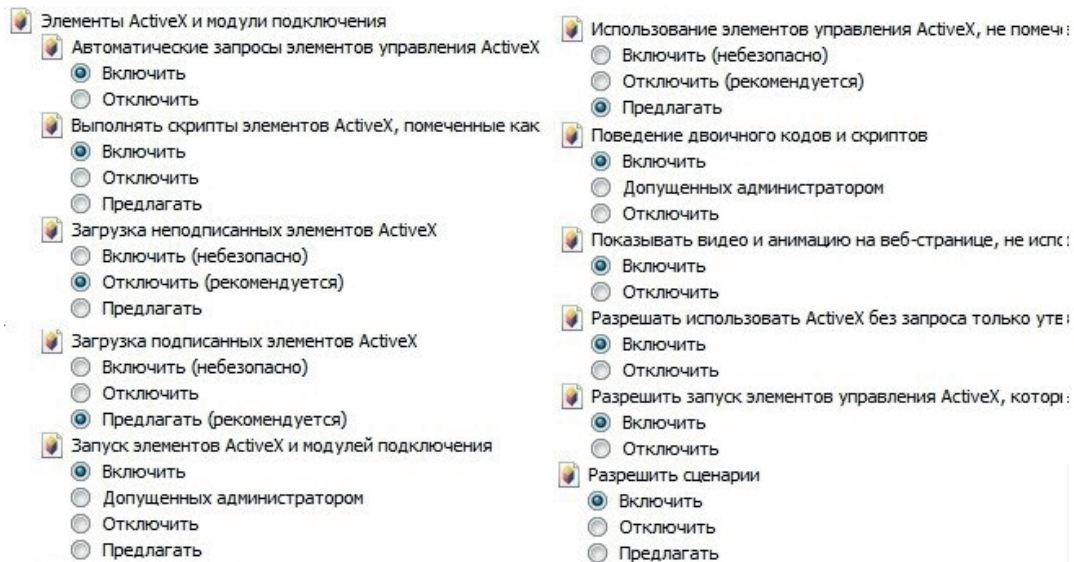 Элементы ActiveX и модули подключения
Автоматические запросы элементов управления ActiveX
Включить
Отключить
Выполнять скрипты элементов ActiveX, помеченные как
Включить
Отключить
Предлагать
Загрузка неподписанных элементов ActiveX
Включить (небезопасно)
Отключить (рекомендуется)
Предлагать
Загрузка подписанных элементов ActiveX
Включить (небезопасно)
Отключить
Предлагать (рекомендуется)
Запуск элементов ActiveX и модулей подключения
Включить
Допущенных администратором
Отключить
Предлагать
Использование элементов управления ActiveX, не помеч
Включить (небезопасно)
Отключить (рекомендуется)
Предлагать
Поведение двоичного кодов и скриптов
Включить
Допущенных администратором
Отключить
Показывать видео и анимацию на веб-странице, не испо
Включить
Отключить
Разрешать использовать ActiveX без запроса только утв
Включить
Отключить
Разрешить запуск элементов управления ActiveX, котор
Включить
Отключить
Разрешить сценарии
Включить
Отключить
Предлагать